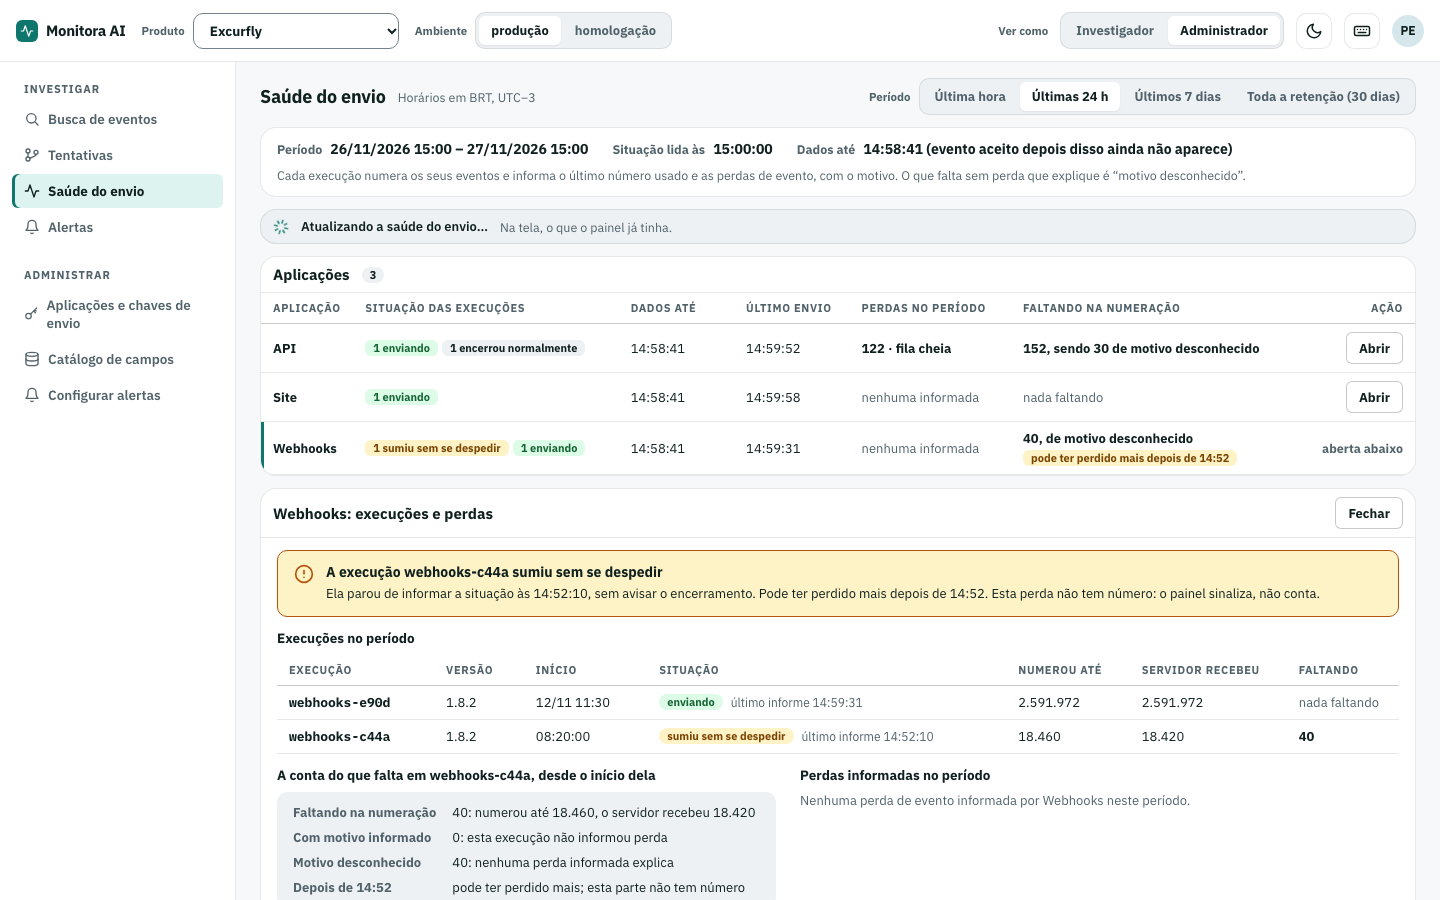 Monitora AI
Produto
Excurfly
Ambiente
produção
homologação
Ver como
Investigador
Administrador
PE
INVESTIGAR
Busca de eventos
Tentativas
Saúde do envio
Alertas
ADMINISTRAR
Aplicações e chaves de
envio
Catálogo de campos
Configurar alertas
Saúde do envio Horários em BRT, UTC−3
Período
Última hora
Últimas 24 h
Últimos 7 dias
Toda a retenção (30 dias)
Período 26/11/2026 15:00 – 27/11/2026 15:00 Situação lida às 15:00:00 Dados até 14:58:41 (evento aceito depois disso ainda não aparece)
Cada execução numera os seus eventos e informa o último número usado e as perdas de evento, com o motivo. O que falta sem perda que explique é “motivo desconhecido”.
Atualizando a saúde do envio... Na tela, o que o painel já tinha.
Aplicações 3
APLICAÇÃO SITUAÇÃO DAS EXECUÇÕES DADOS ATÉ ÚLTIMO ENVIO PERDAS NO PERÍODO FALTANDO NA NUMERAÇÃO AÇÃO
API 1 enviando 1 encerrou normalmente 14:58:41 14:59:52 122 · fila cheia 152, sendo 30 de motivo desconhecido Abrir
Site 1 enviando 14:58:41 14:59:58 nenhuma informada nada faltando Abrir
Webhooks 1 sumiu sem se despedir 1 enviando 14:58:41 14:59:31 nenhuma informada 40, de motivo desconhecido
pode ter perdido mais depois de 14:52
aberta abaixo
Webhooks: execuções e perdas
Fechar
A execução webhooks-c44a sumiu sem se despedir
Ela parou de informar a situação às 14:52:10, sem avisar o encerramento. Pode ter perdido mais depois de 14:52. Esta perda não tem número: o painel sinaliza, não conta.
Execuções no período
EXECUÇÃO VERSÃO INÍCIO SITUAÇÃO NUMEROU ATÉ SERVIDOR RECEBEU FALTANDO
webhooks-e90d 1.8.2 12/11 11:30 enviando último informe 14:59:31 2.591.972 2.591.972 nada faltando
webhooks-c44a 1.8.2 08:20:00 sumiu sem se despedir último informe 14:52:10 18.460 18.420 40
A conta do que falta em webhooks-c44a, desde o início dela
Faltando na numeração 40: numerou até 18.460, o servidor recebeu 18.420
Com motivo informado 0: esta execução não informou perda
Motivo desconhecido 40: nenhuma perda informada explica
Depois de 14:52 pode ter perdido mais; esta parte não tem número
Perdas informadas no período
Nenhuma perda de evento informada por Webhooks neste período.